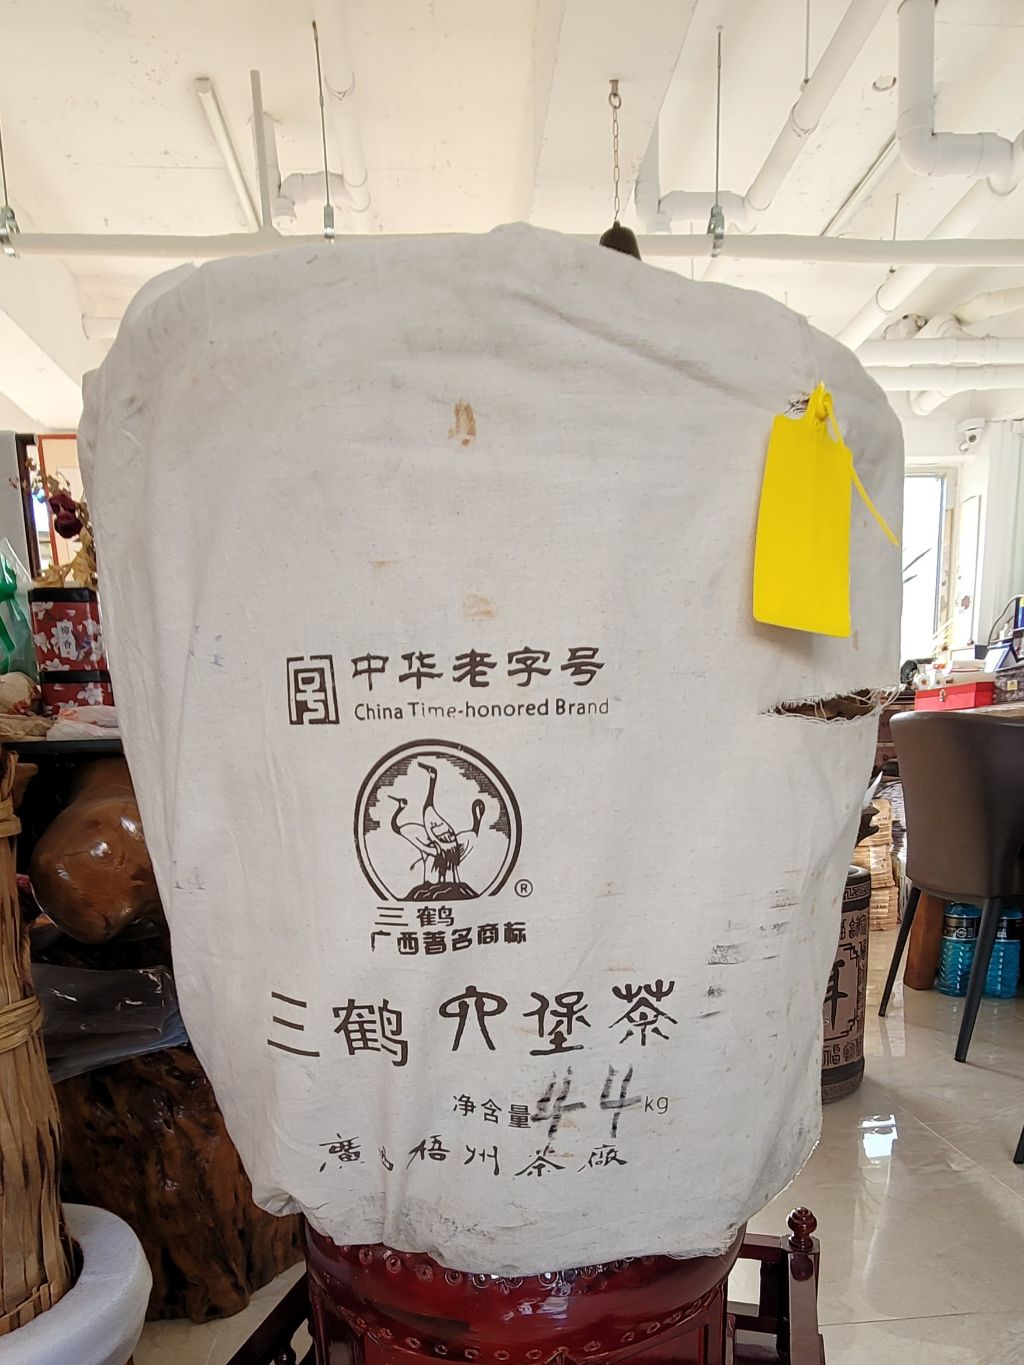 中华老字号
China Time-honored Brand
®
三鹤
广西著名商标
三鹤六堡茶
净含量44kg
廣西梧州茶廠